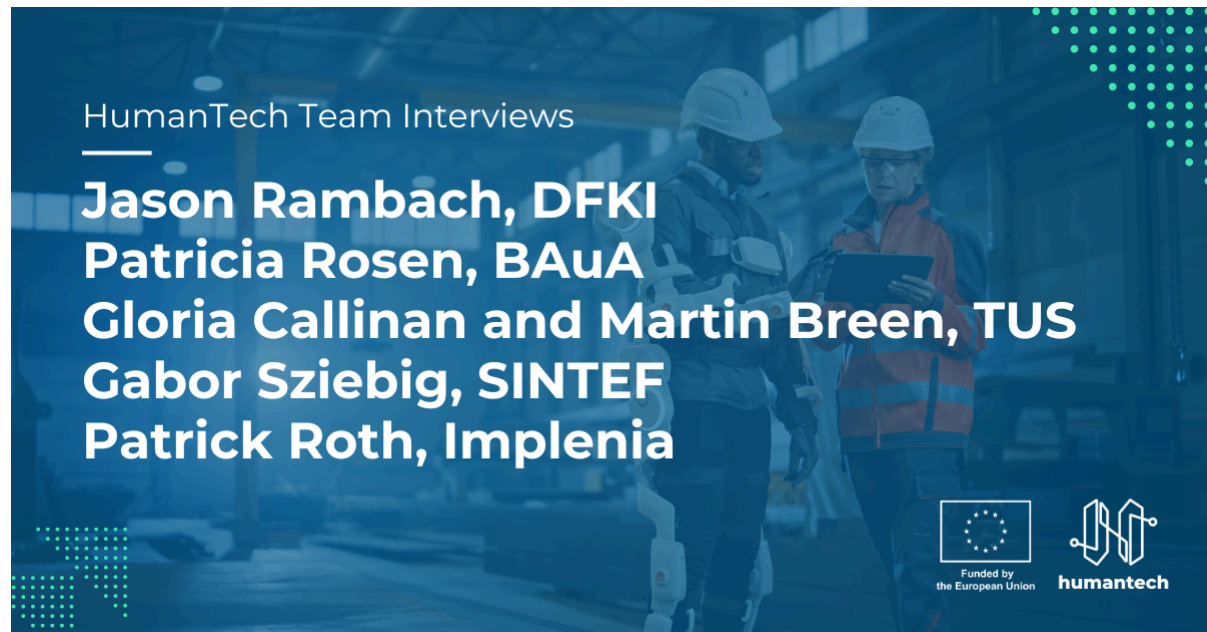 HumanTech Team Interviews
Jason Rambach, DFKI
Patricia Rosen, BAuA
Gloria Callinan and Martin Breen, TUS
Gabor Sziebig, SINTEF
Patrick Roth, Implenia
Funded by
the European Union
humantech